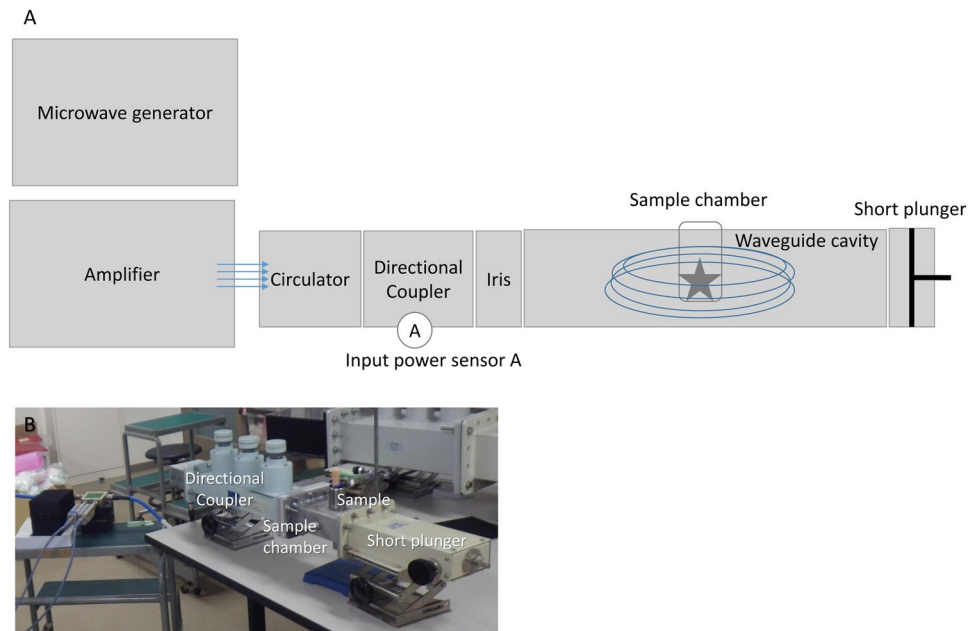 A
Microwave generator
Amplifier
Circulator
Directional
Coupler
Iris
Sample chamber
Waveguide cavity
Short plunger
A
Input power sensor A
B
Directional
Coupler
Sample
Sample
chamber
Short plunger